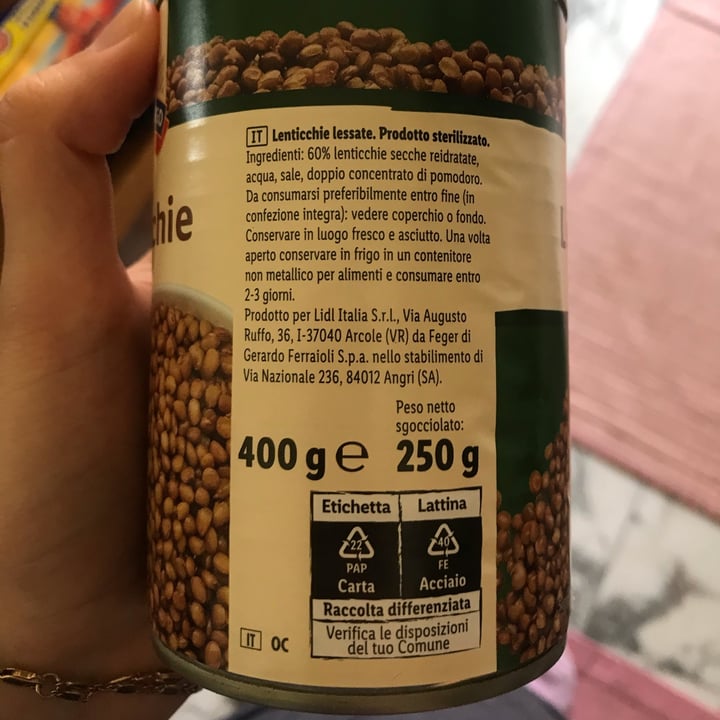 IT Lenticchie lessate. Prodotto sterilizzato.
Ingredienti: 60% lenticchie secche reidratate,
acqua, sale, doppio concentrato di pomodoro.
Da consumarsi preferibilmente entro fine (in
confezione integra): vedere coperchio o fondo.
Conservare in luogo fresco e asciutto. Una volta
aperto conservare in frigo in un contenitore
non metallico per alimenti e consumare entro
2-3 giorni.
Prodotto per Lidl Italia S.r.l., Via Augusto
Ruffo, 36, I-37040 Arcole (VR) da Feger di
Gerardo Ferraioli S.p.a. nello stabilimento di
Via Nazionale 236, 84012 Angri (SA).
Peso netto
sgocciolato:
400 g e 250 g
Etichetta Lattina
22 40
PAP FE
Carta Acciaio
Raccolta differenziata
Verifica le disposizioni
del tuo Comune
IT OC
chie